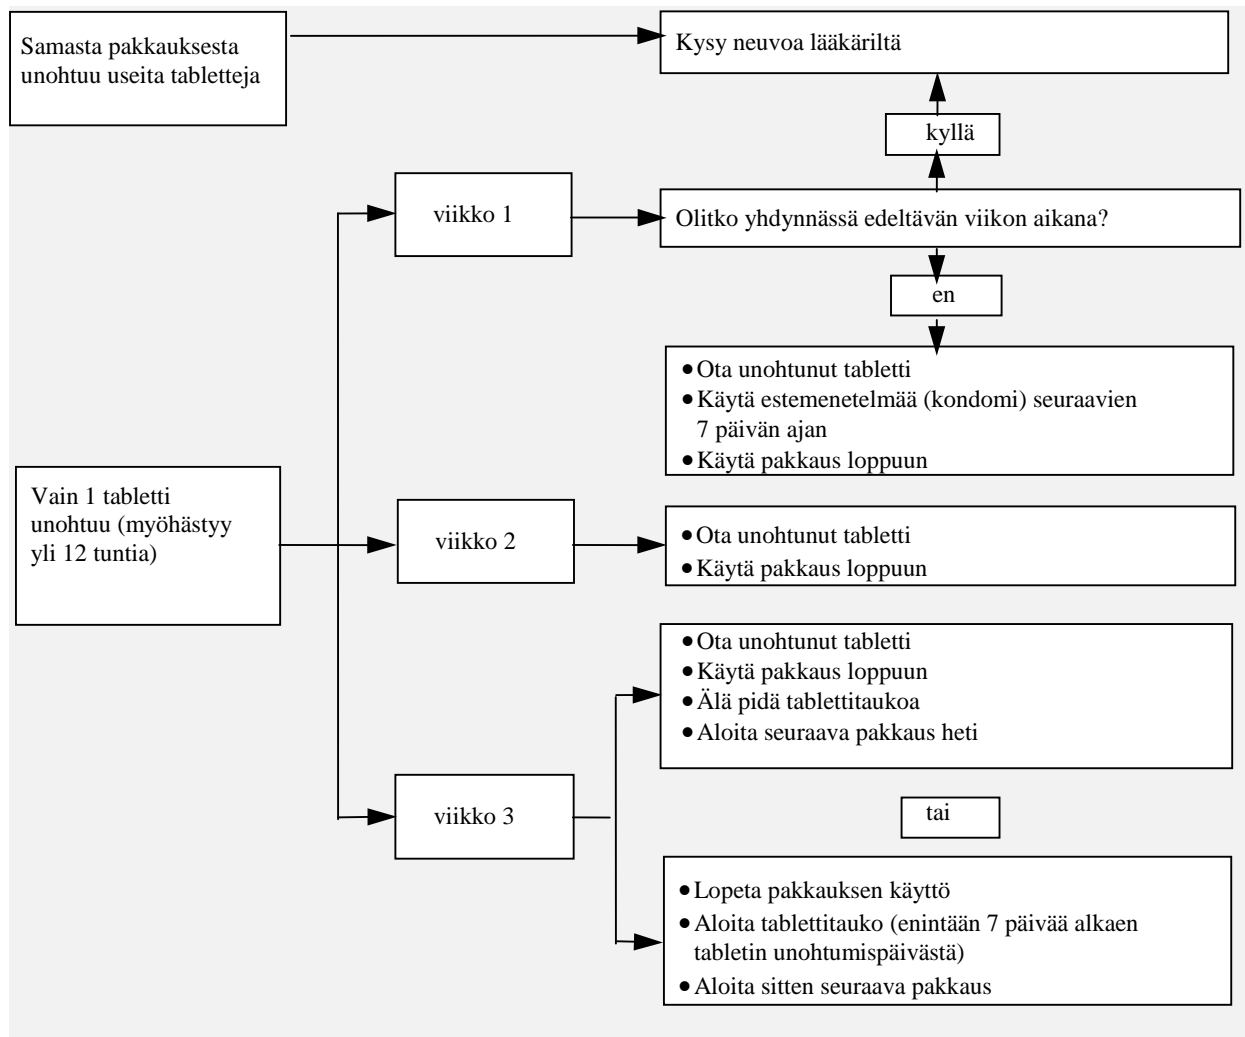 Samasta pakkauksesta
unohtuu useita tabletteja
Kysy neuvoa lääkäriltä
kyllä
viikko 1
Olitko yhdynnässä edeltävän viikon aikana?
en
• Ota unohtunut tabletti
• Käytä estemenetelmää (kondomi) seuraavien
7 päivän ajan
• Käytä pakkaus loppuun
Vain 1 tabletti
unohtuu (myöhästyy
yli 12 tuntia)
viikko 2
• Ota unohtunut tabletti
• Käytä pakkaus loppuun
viikko 3
• Ota unohtunut tabletti
• Käytä pakkaus loppuun
• Älä pidä tablettitaukoa
• Aloita seuraava pakkaus heti
tai
• Lopeta pakkauksen käyttö
• Aloita tablettitauko (enintään 7 päivää alkaen
tabletin unohtumispäivästä)
• Aloita sitten seuraava pakkaus